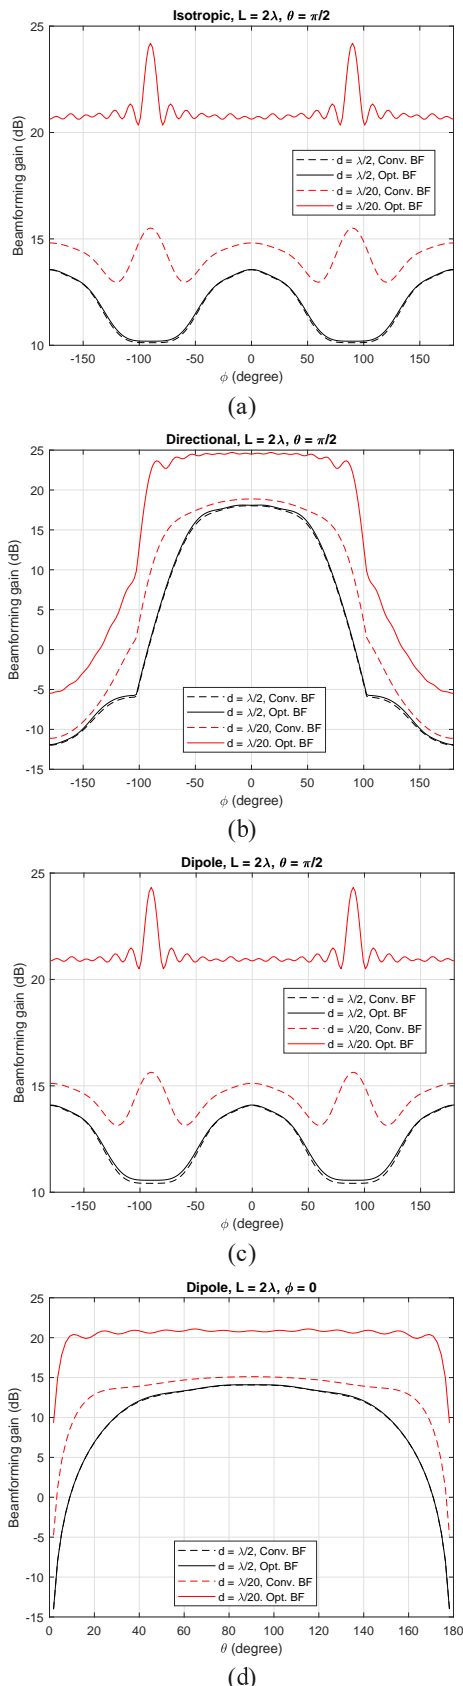 Isotropic, L = 2λ, θ = π/2
25
20
15
10
Beamforming gain (dB)
d = λ/2, Conv. BF
d = λ/2, Opt. BF
d = λ/20, Conv. BF
d = λ/20. Opt. BF
-150 -100 -50 0 50 100 150
ϕ (degree)
(a)
Directional, L = 2λ, θ = π/2
25
20
15
10
5
0
-5
-10
-15
Beamforming gain (dB)
d = λ/2, Conv. BF
d = λ/2, Opt. BF
d = λ/20, Conv. BF
d = λ/20. Opt. BF
-150 -100 -50 0 50 100 150
ϕ (degree)
(b)
Dipole, L = 2λ, θ = π/2
25
20
15
10
Beamforming gain (dB)
d = λ/2, Conv. BF
d = λ/2, Opt. BF
d = λ/20, Conv. BF
d = λ/20. Opt. BF
-150 -100 -50 0 50 100 150
ϕ (degree)
(c)
Dipole, L = 2λ, ϕ = 0
25
20
15
10
5
0
-5
-10
-15
Beamforming gain (dB)
d = λ/2, Conv. BF
d = λ/2, Opt. BF
d = λ/20, Conv. BF
d = λ/20. Opt. BF
0 20 40 60 80 100 120 140 160 180
θ (degree)
(d)